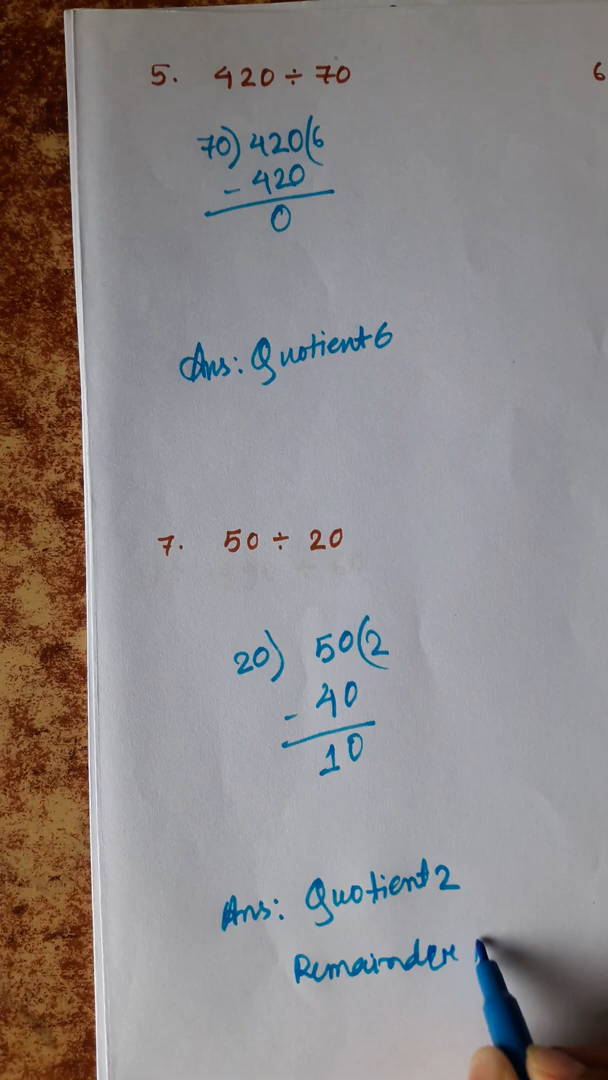 5. 420 ÷ 70
6
70) 420(6
- 420
0
Ans: Quotient 6
7. 50 ÷ 20
20) 50(2
- 40
10
Ans: Quotient 2
Remainder